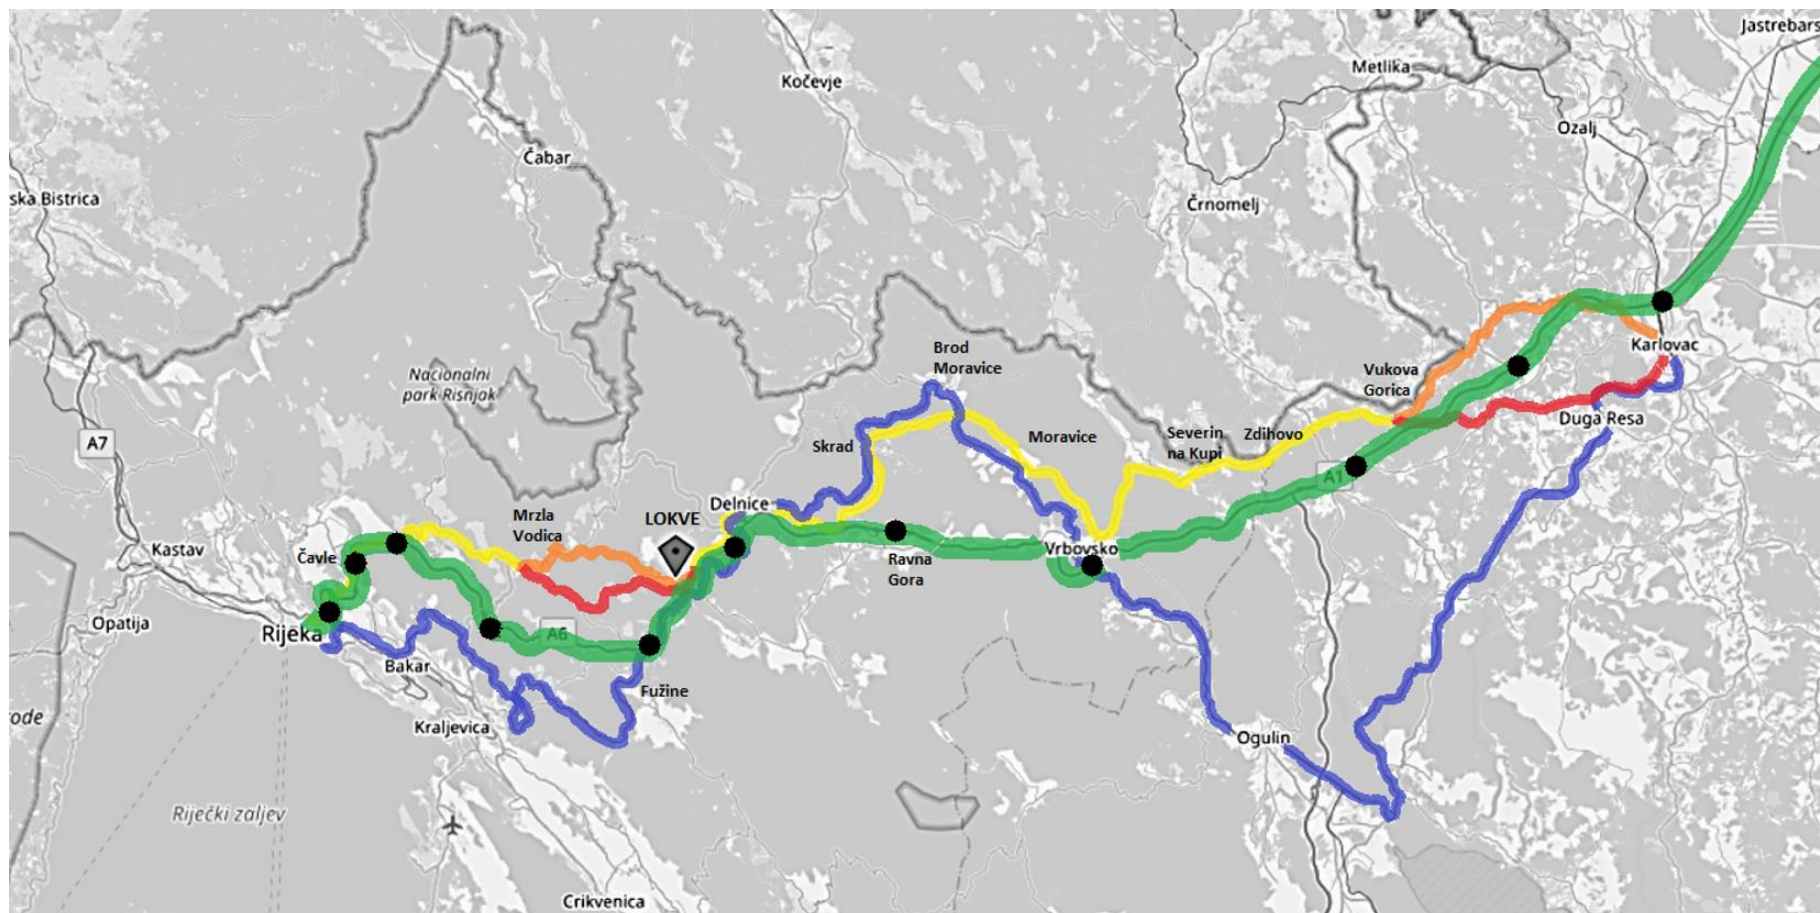 Jastrebars
Kočevje
Metlika
Ozalj
Čabar
ska Bistrica
Črnomelj
Brod
Moravice
Karlovac
Nacionalni
park Risnjak
Vukova
Gorica
Duga Resa
A7
Skrad
Moravice
Severin
na Kupi
Zdihovo
A1
Delnice
Mrzla
Vodica
LOKVE
Kastav
Čavle
Vrbovsko
Ravna
Gora
Opatija
Rijeka
A6
Bakar
Fužine
ode
Kraljevica
Ogulin
Riječki zaljev
Crikvenica